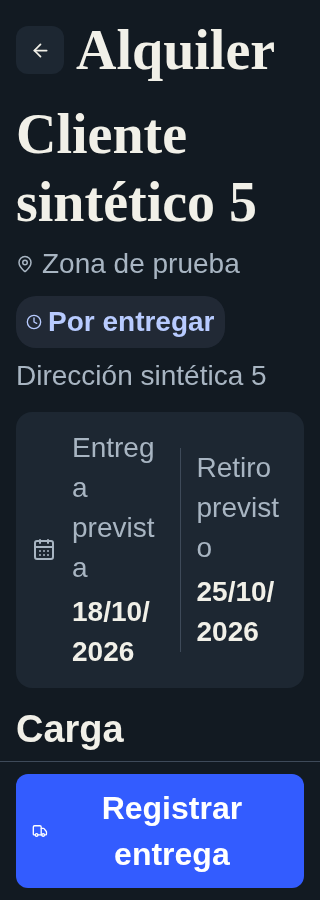 Alquiler
Cliente
sintético 5
Zona de prueba
Por entregar
Dirección sintética 5
Entreg
a
previst
a
18/10/
2026
Retiro
previst
o
25/10/
2026
Carga
Registrar
entrega